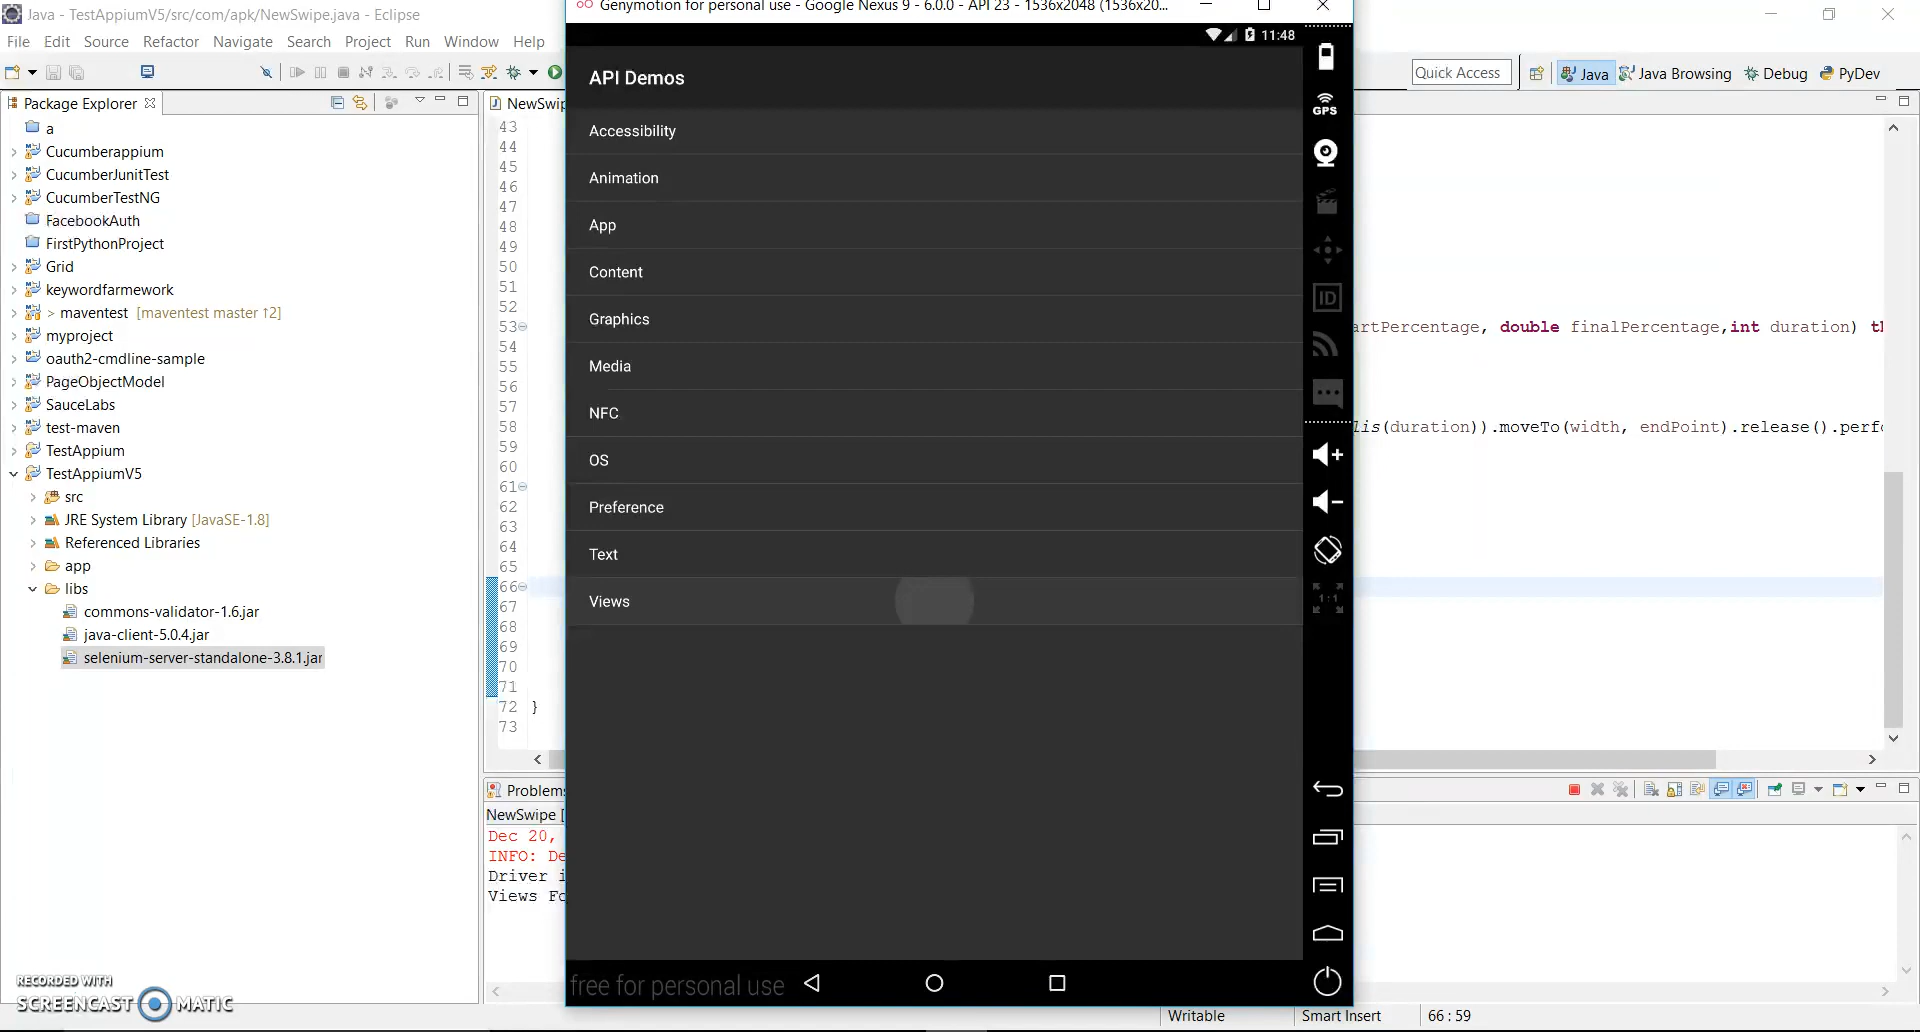 Java - TestAppiumV5/src/com/apk/NewSwipe.java - Eclipse
File Edit Source Refactor Navigate Search Project Run Window Help
Quick Access
Java
Java Browsing
Debug
PyDev
Package Explorer
a
Cucumberappium
CucumberJunitTest
CucumberTestNG
FacebookAuth
FirstPythonProject
Grid
keywordfarmework
> maventest [maventest master ↑2]
myproject
oauth2-cmdline-sample
PageObjectModel
SauceLabs
test-maven
TestAppium
TestAppiumV5
src
JRE System Library [JavaSE-1.8]
Referenced Libraries
app
libs
commons-validator-1.6.jar
java-client-5.0.4.jar
selenium-server-standalone-3.8.1.jar
RECORDED WITH
SCREENCAST MATIC
NewSwip
43
44
45
46
47
48
49
50
51
52
53
54
55
56
57
58
59
60
61
62
63
64
65
66
67
68
69
70
71
72 }
73
artPercentage, double finalPercentage,int duration) th
lis(duration)).moveTo(width, endPoint).release().perfo
Genymotion for personal use - Google Nexus 9 - 6.0.0 - API 23 - 1536x2048 (1536x20...
11:48
API Demos
Accessibility
Animation
App
Content
Graphics
Media
NFC
OS
Preference
Text
Views
free for personal use
GPS
ID
1:1
Problems
NewSwipe [
Dec 20,
INFO: De
Driver i
Views Fo
Writable
Smart Insert
66 : 59